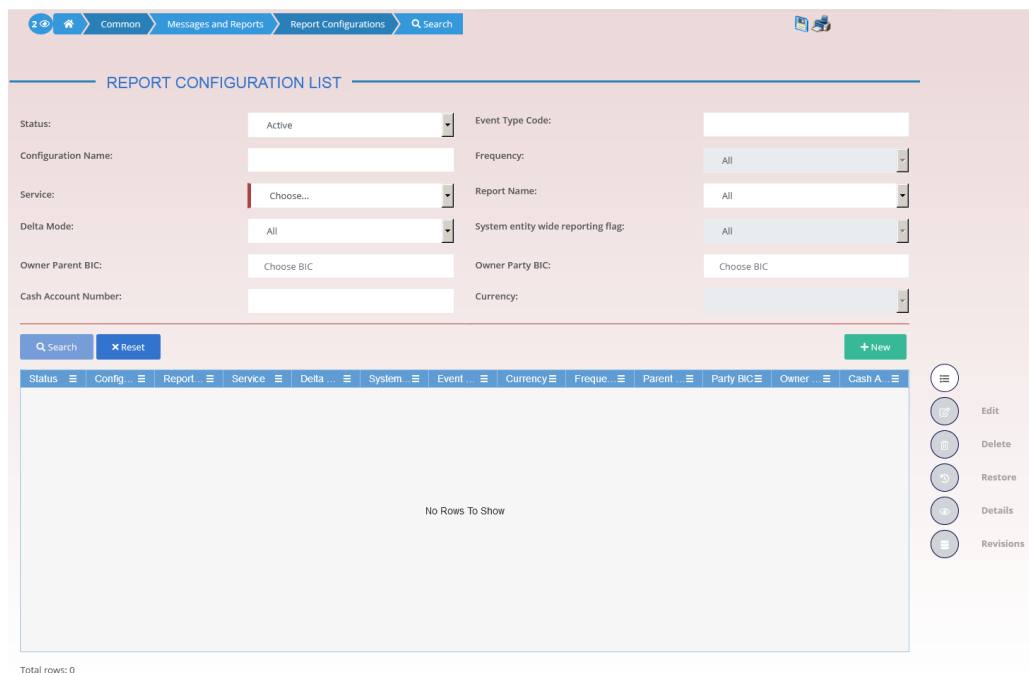 2 Common Messages and Reports Report Configurations Search
REPORT CONFIGURATION LIST
Status: Active Event Type Code:
Configuration Name: Frequency: All
Service: Choose... Report Name: All
Delta Mode: All System entity wide reporting flag: All
Owner Parent BIC: Choose BIC Owner Party BIC: Choose BIC
Cash Account Number: Currency:
Search Reset New
Status Config... Report... Service Delta ... System... Event ... Currency Freque... Parent ... Party BIC Owner ... Cash A...
Edit
Delete
Restore
No Rows To Show Details
Revisions
Total rows: 0